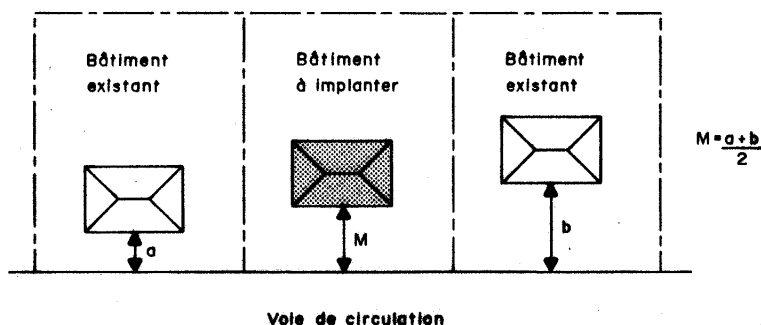 Bâtiment
existant
Bâtiment
à implanter
Bâtiment
existant
M=a+b
2
a
M
b
Voie de circulation